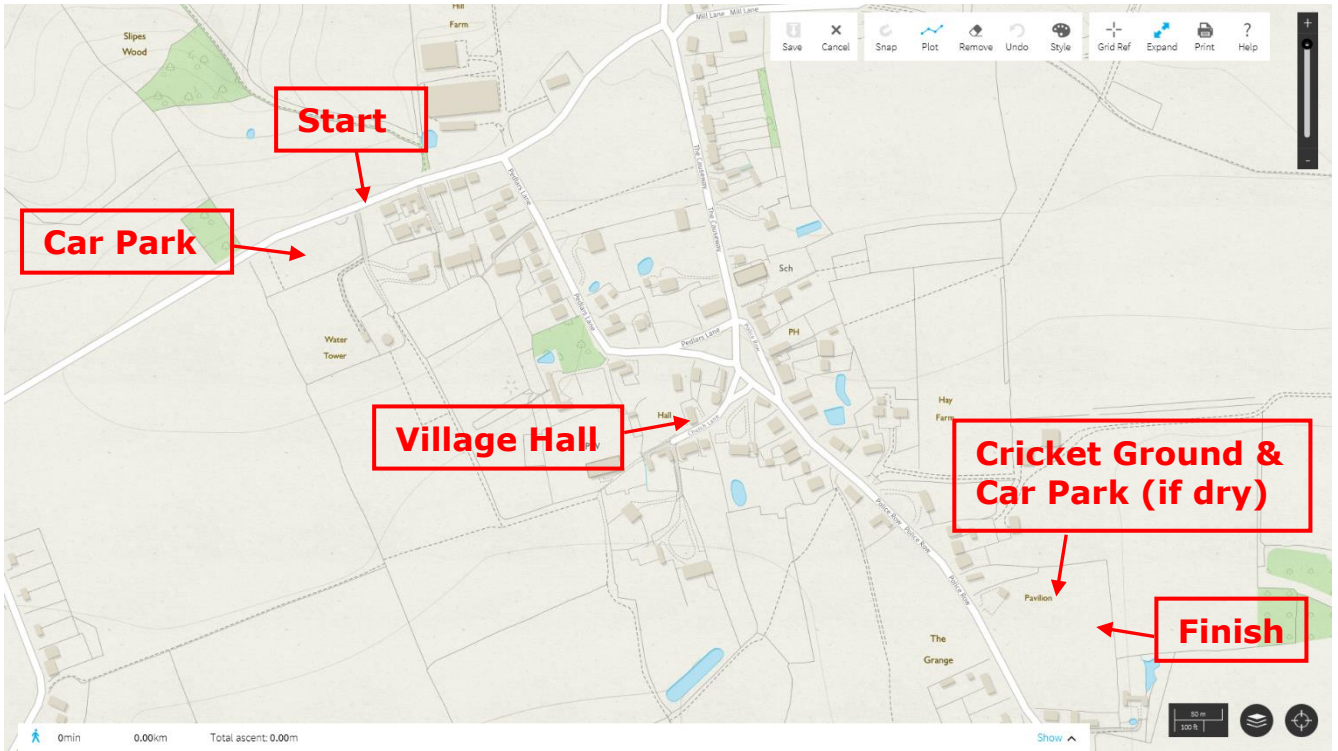 Slipes
Wood
Hill
Farm
Mill Lane Mill Lane
Save
Cancel
Snap
Plot
Remove
Undo
Style
Grid Ref
Expand
Print
?
Help
+
-
Start
Car Park
Pedlars Lane
The Causeway
The Causeway
Sch
Water
Tower
Pedlars Lane
Pedlars Lane
Police Row
PH
Village Hall
Hall
Church Lane
PoW
Hay
Farm
Cricket Ground &
Car Park (if dry)
Police Row Police Row
Police Row
Pavilion
Finish
The
Grange
50 m
100 ft
0min
0.00km
Total ascent: 0.00m
Show